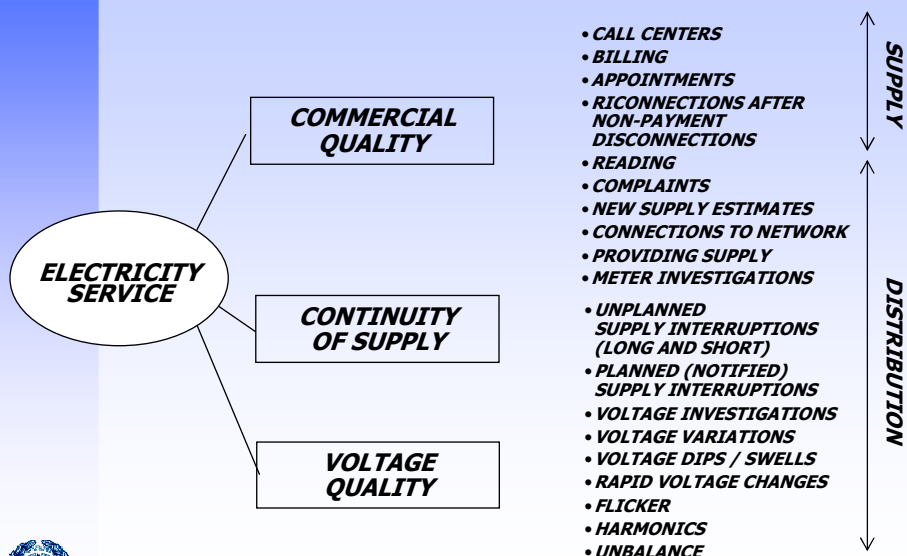 ELECTRICITY
SERVICE
COMMERCIAL
QUALITY
CONTINUITY
OF SUPPLY
VOLTAGE
QUALITY
• CALL CENTERS
• BILLING
• APPOINTMENTS
• RICONNECTIONS AFTER
NON-PAYMENT
DISCONNECTIONS
• READING
• COMPLAINTS
• NEW SUPPLY ESTIMATES
• CONNECTIONS TO NETWORK
• PROVIDING SUPPLY
• METER INVESTIGATIONS
• UNPLANNED
SUPPLY INTERRUPTIONS
(LONG AND SHORT)
• PLANNED (NOTIFIED)
SUPPLY INTERRUPTIONS
• VOLTAGE INVESTIGATIONS
• VOLTAGE VARIATIONS
• VOLTAGE DIPS / SWELLS
• RAPID VOLTAGE CHANGES
• FLICKER
• HARMONICS
• UNBALANCE
SUPPLY
DISTRIBUTION